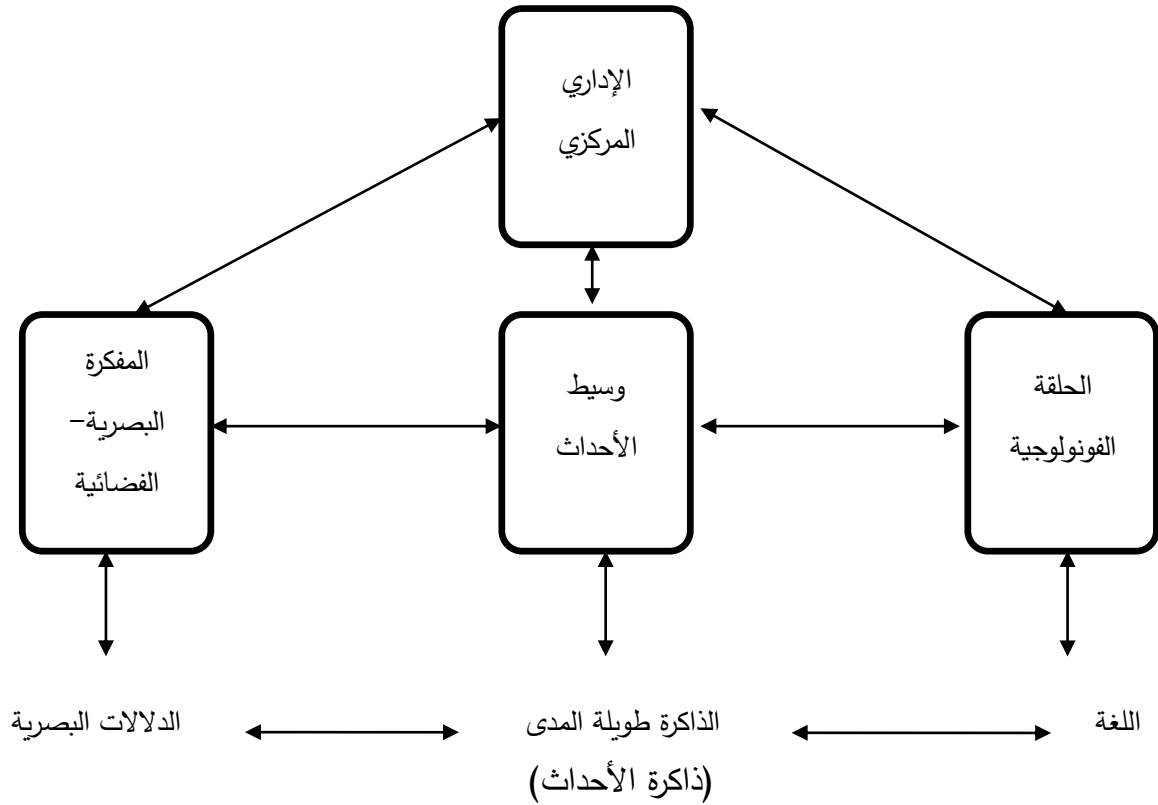 الإداري
المركزي
الحلقة
الفونولوجية
وسيط
الأحداث
المفكرة
البصرية–
الفضائية
اللغة
الذاكرة طويلة المدى
(ذاكرة الأحداث)
الدلالات البصرية